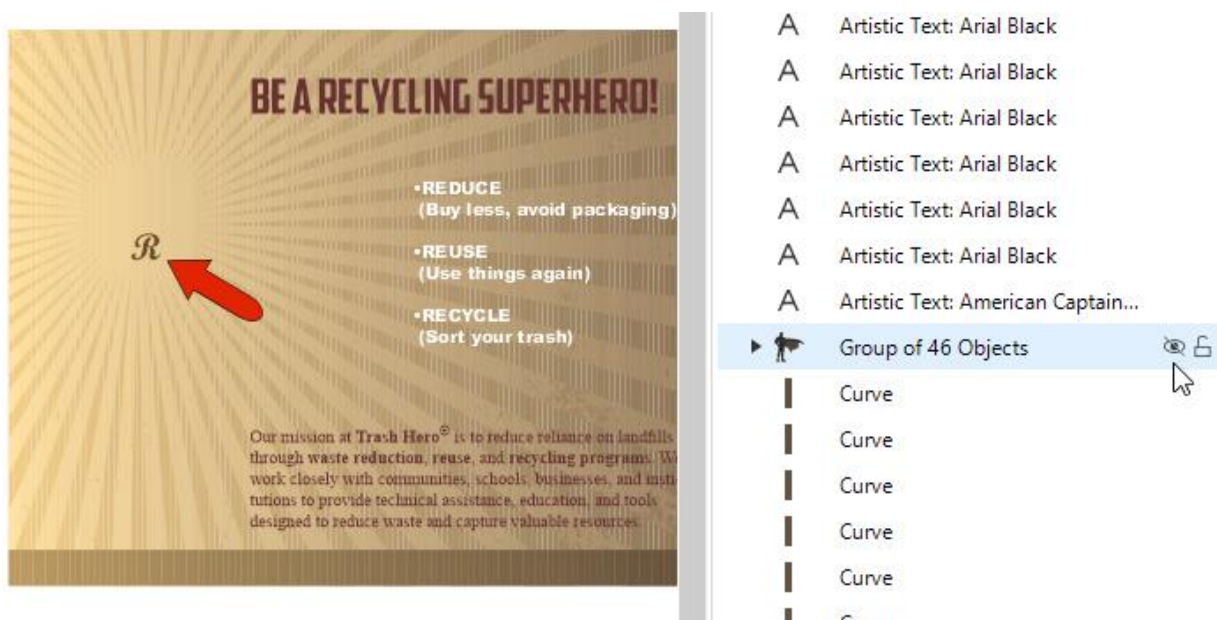 BE A RECYCLING SUPERHERO!
•REDUCE
(Buy less, avoid packaging)
•REUSE
(Use things again)
•RECYCLE
(Sort your trash)
R
Our mission at Trash Hero® is to reduce reliance on landfills
through waste reduction, reuse, and recycling programs. W
work closely with communities, schools, businesses, and insti-
tutions to provide technical assistance, education, and tools
designed to reduce waste and capture valuable resources.
A Artistic Text: Arial Black
A Artistic Text: Arial Black
A Artistic Text: Arial Black
A Artistic Text: Arial Black
A Artistic Text: Arial Black
A Artistic Text: Arial Black
A Artistic Text: American Captain...
Group of 46 Objects
Curve
Curve
Curve
Curve
Curve